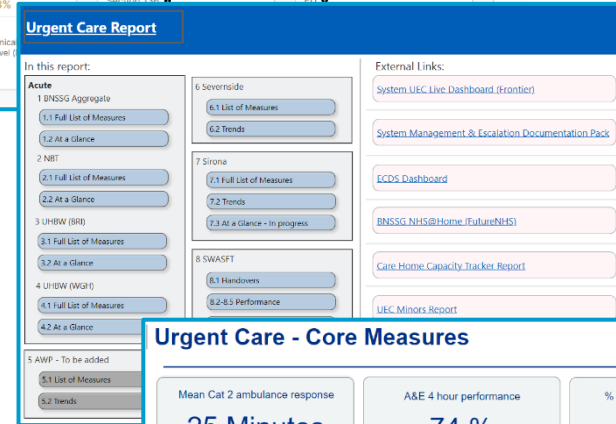 Urgent Care Report
In this report:
Acute
1 BNSSG Aggregate
1.1 Full List of Measures
1.2 At a Glance
2 NBT
2.1 Full List of Measures
2.2 At a Glance
3 UHBW (BRI)
3.1 Full List of Measures
3.2 At a Glance
4 UHBW (WGH)
4.1 Full List of Measures
4.2 At a Glance
5 AWP - To be added
5.1 List of Measures
5.2 Trends
6 Severnside
6.1 List of Measures
6.2 Trends
7 Sirona
7.1 Full List of Measures
7.2 Trends
7.3 At a Glance - In progress
8 SWASFT
8.1 Handovers
8.2-8.5 Performance
External Links:
System UEC Live Dashboard (Frontier)
System Management & Escalation Documentation Pack
ECDS Dashboard
BNSSG NHS@Home (FutureNHS)
Care Home Capacity Tracker Report
UEC Minors Report
Urgent Care - Core Measures
Mean Cat 2 ambulance response
25 Minutes
A&E 4 hour performance
74 %
%